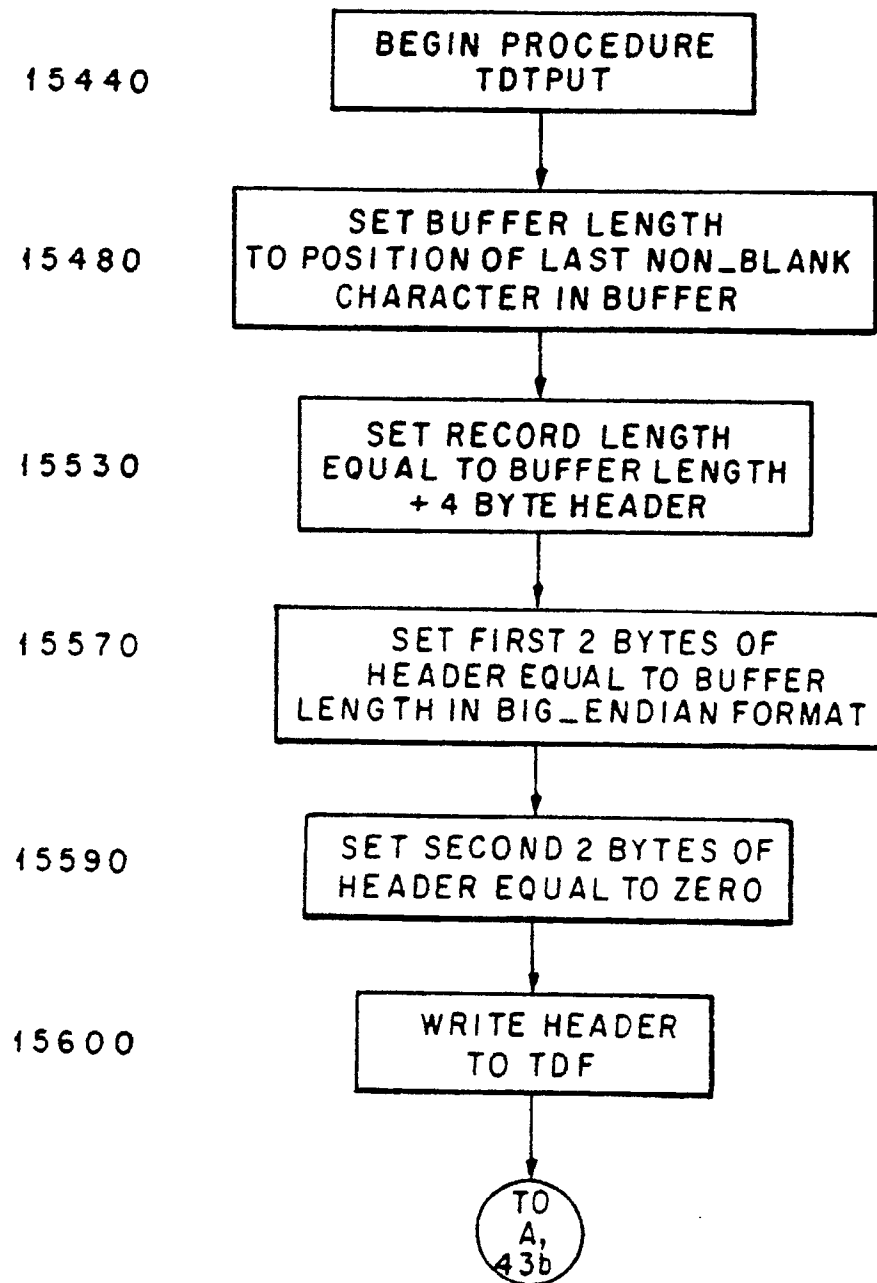 15440
BEGIN PROCEDURE
TDTPUT
15480
SET BUFFER LENGTH
TO POSITION OF LAST NON_BLANK
CHARACTER IN BUFFER
15530
SET RECORD LENGTH
EQUAL TO BUFFER LENGTH
+ 4 BYTE HEADER
15570
SET FIRST 2 BYTES OF
HEADER EQUAL TO BUFFER
LENGTH IN BIG_ENDIAN FORMAT
15590
SET SECOND 2 BYTES OF
HEADER EQUAL TO ZERO
15600
WRITE HEADER
TO TDF
TO
A,
43b